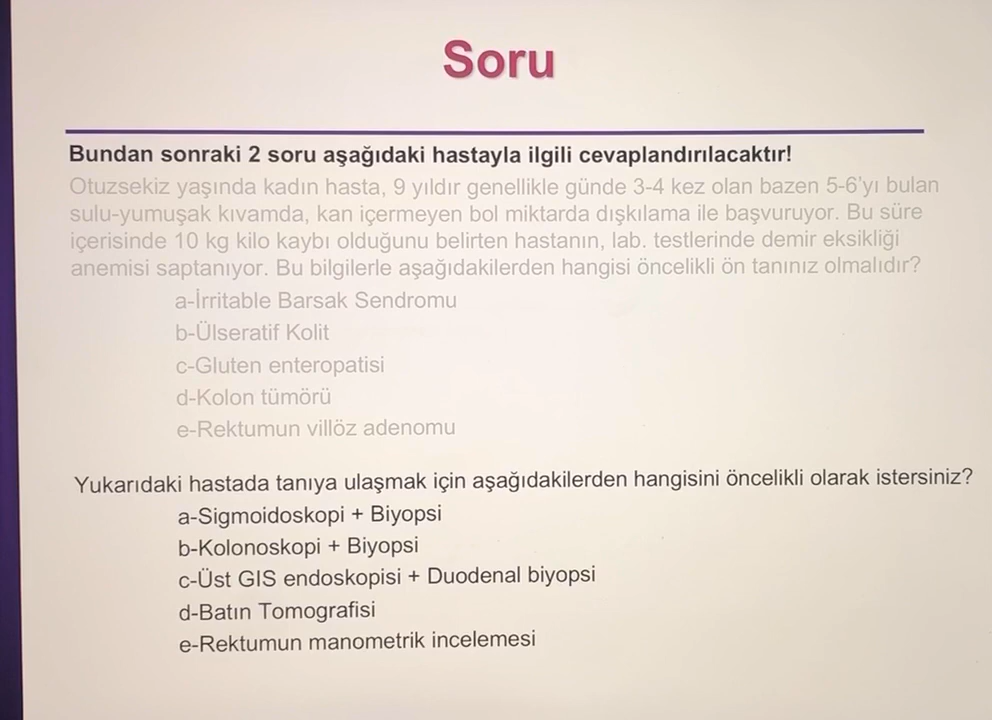 Soru
Bundan sonraki 2 soru aşağıdaki hastayla ilgili cevaplandırılacaktır!
Otuzsekiz yaşında kadın hasta, 9 yıldır genellikle günde 3-4 kez olan bazen 5-6'yı bulan
sulu-yumuşak kıvamda, kan içermeyen bol miktarda dışkılama ile başvuruyor. Bu süre
içerisinde 10 kg kilo kaybı olduğunu belirten hastanın, lab. testlerinde demir eksikliği
anemisi saptanıyor. Bu bilgilerle aşağıdakilerden hangisi öncelikli ön tanınız olmalıdır?
a-İrritable Barsak Sendromu
b-Ülseratif Kolit
c-Gluten enteropatisi
d-Kolon tümörü
e-Rektumun villöz adenomu
Yukarıdaki hastada tanıya ulaşmak için aşağıdakilerden hangisini öncelikli olarak istersiniz?
a-Sigmoidoskopi + Biyopsi
b-Kolonoskopi + Biyopsi
c-Üst GIS endoskopisi + Duodenal biyopsi
d-Batın Tomografisi
e-Rektumun manometrik incelemesi